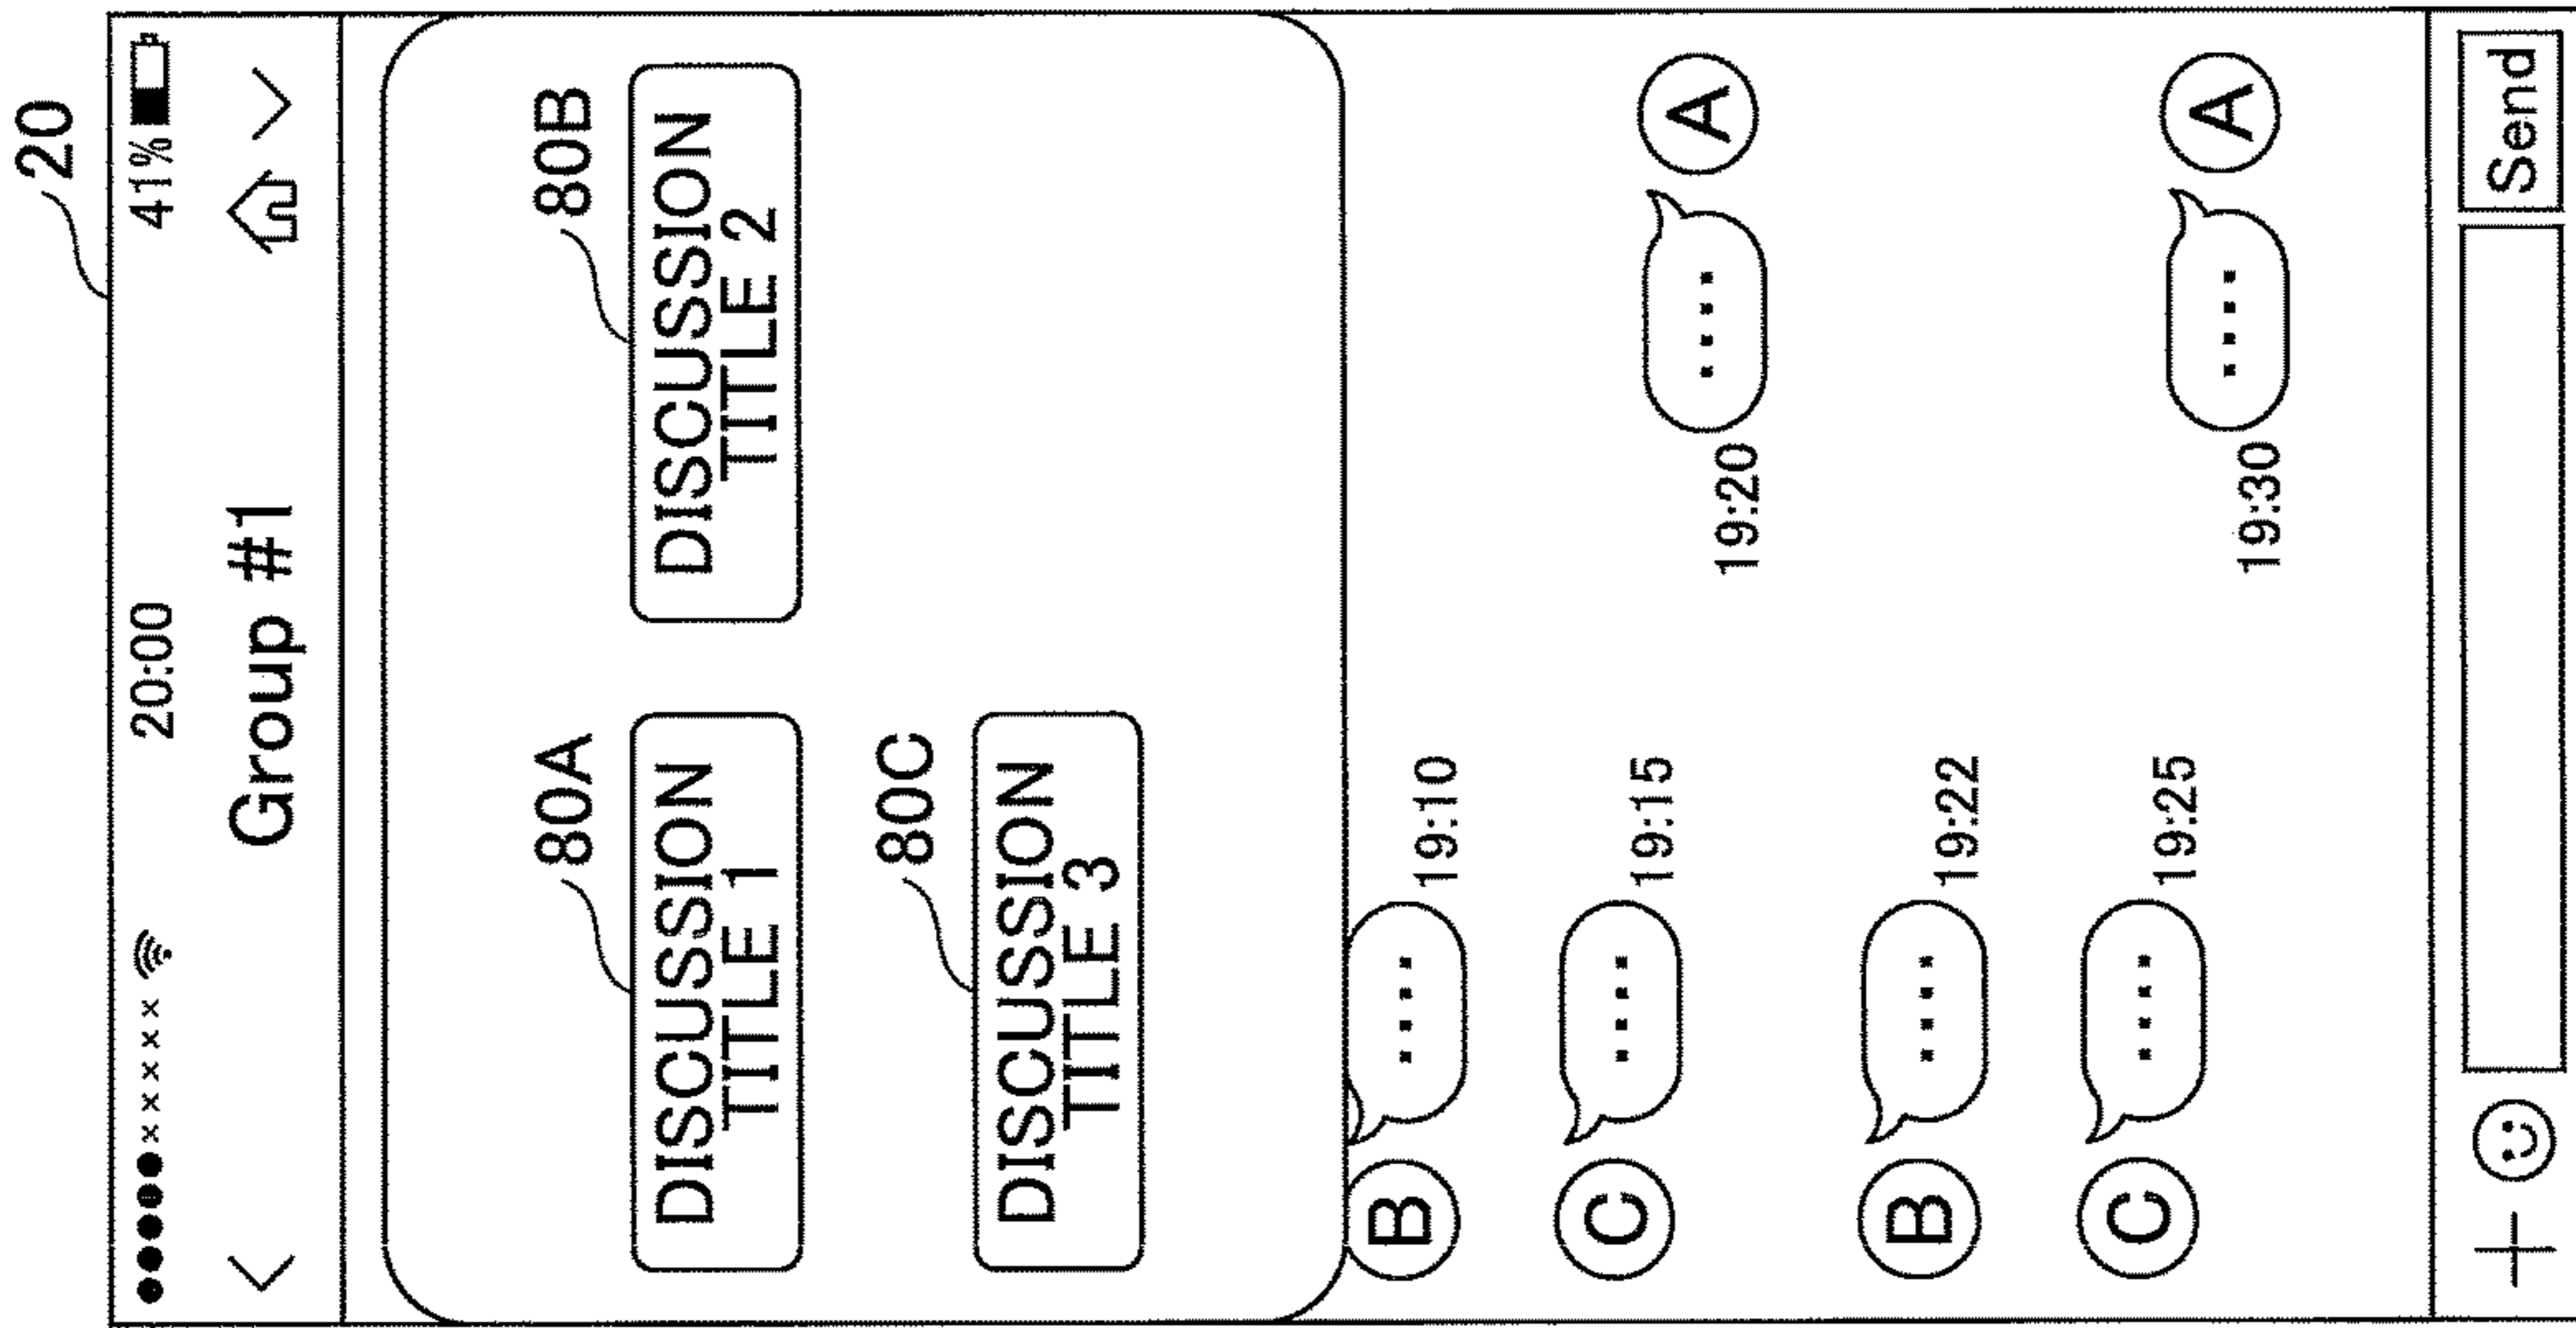 20
20:00 41%
Group #1
80A 80B
DISCUSSION
TITLE 1
DISCUSSION
TITLE 2
80C
DISCUSSION
TITLE 3
B .... 19:10
C .... 19:15
19:20 .... A
B .... 19:22
C .... 19:25
19:30 .... A
Send